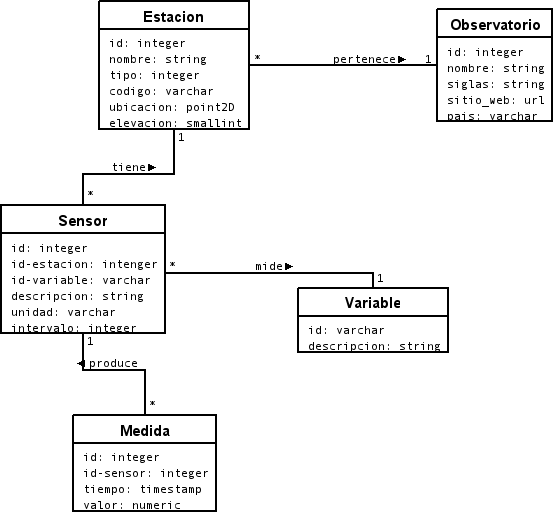 Estacion
id: integer
nombre: string
tipo: integer
codigo: varchar
ubicacion: point2D
elevacion: smallint
* pertenece 1
Observatorio
id: integer
nombre: string
siglas: string
sitio_web: url
pais: varchar
1
tiene
*
Sensor
id: integer
id-estacion: intenger
id-variable: varchar
descripcion: string
unidad: varchar
intervalo: integer
* mide
1
Variable
id: varchar
descripcion: string
1
produce
*
Medida
id: integer
id-sensor: integer
tiempo: timestamp
valor: numeric